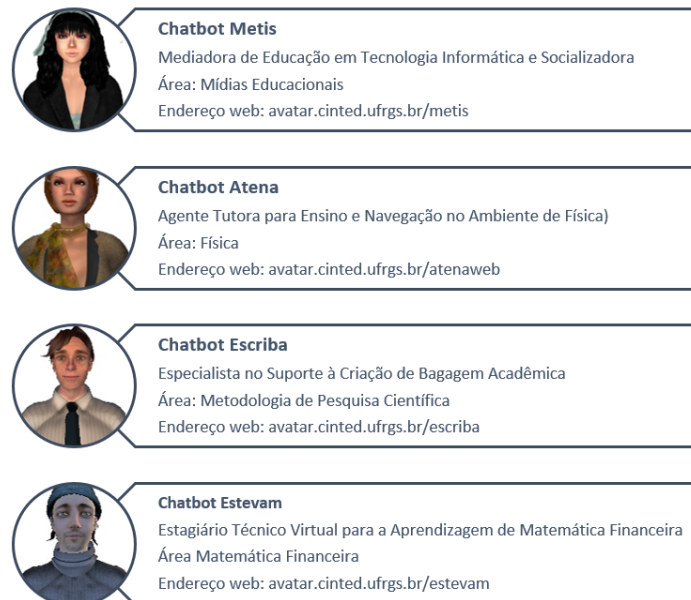 Chatbot Metis
Mediadora de Educação em Tecnologia Informática e Socializadora
Área: Mídias Educacionais
Endereço web: avatar.cinted.ufrgs.br/metis
Chatbot Atena
Agente Tutora para Ensino e Navegação no Ambiente de Física)
Área: Física
Endereço web: avatar.cinted.ufrgs.br/atenaweb
Chatbot Escriba
Especialista no Suporte à Criação de Bagagem Acadêmica
Área: Metodologia de Pesquisa Científica
Endereço web: avatar.cinted.ufrgs.br/escriba
Chatbot Estevam
Estagiário Técnico Virtual para a Aprendizagem de Matemática Financeira
Área Matemática Financeira
Endereço web: avatar.cinted.ufrgs.br/estevam